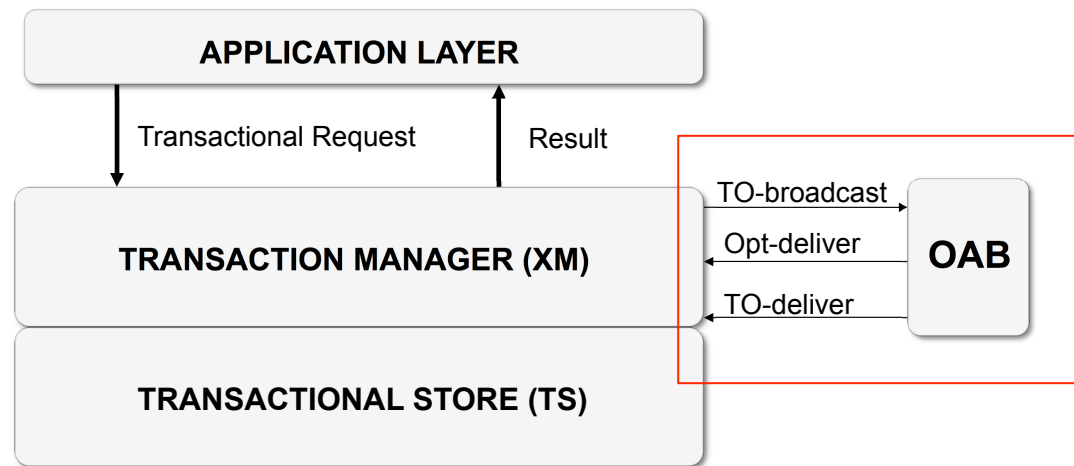 APPLICATION LAYER
Transactional Request
Result
TO-broadcast
Opt-deliver
TO-deliver
OAB
TRANSACTION MANAGER (XM)
TRANSACTIONAL STORE (TS)